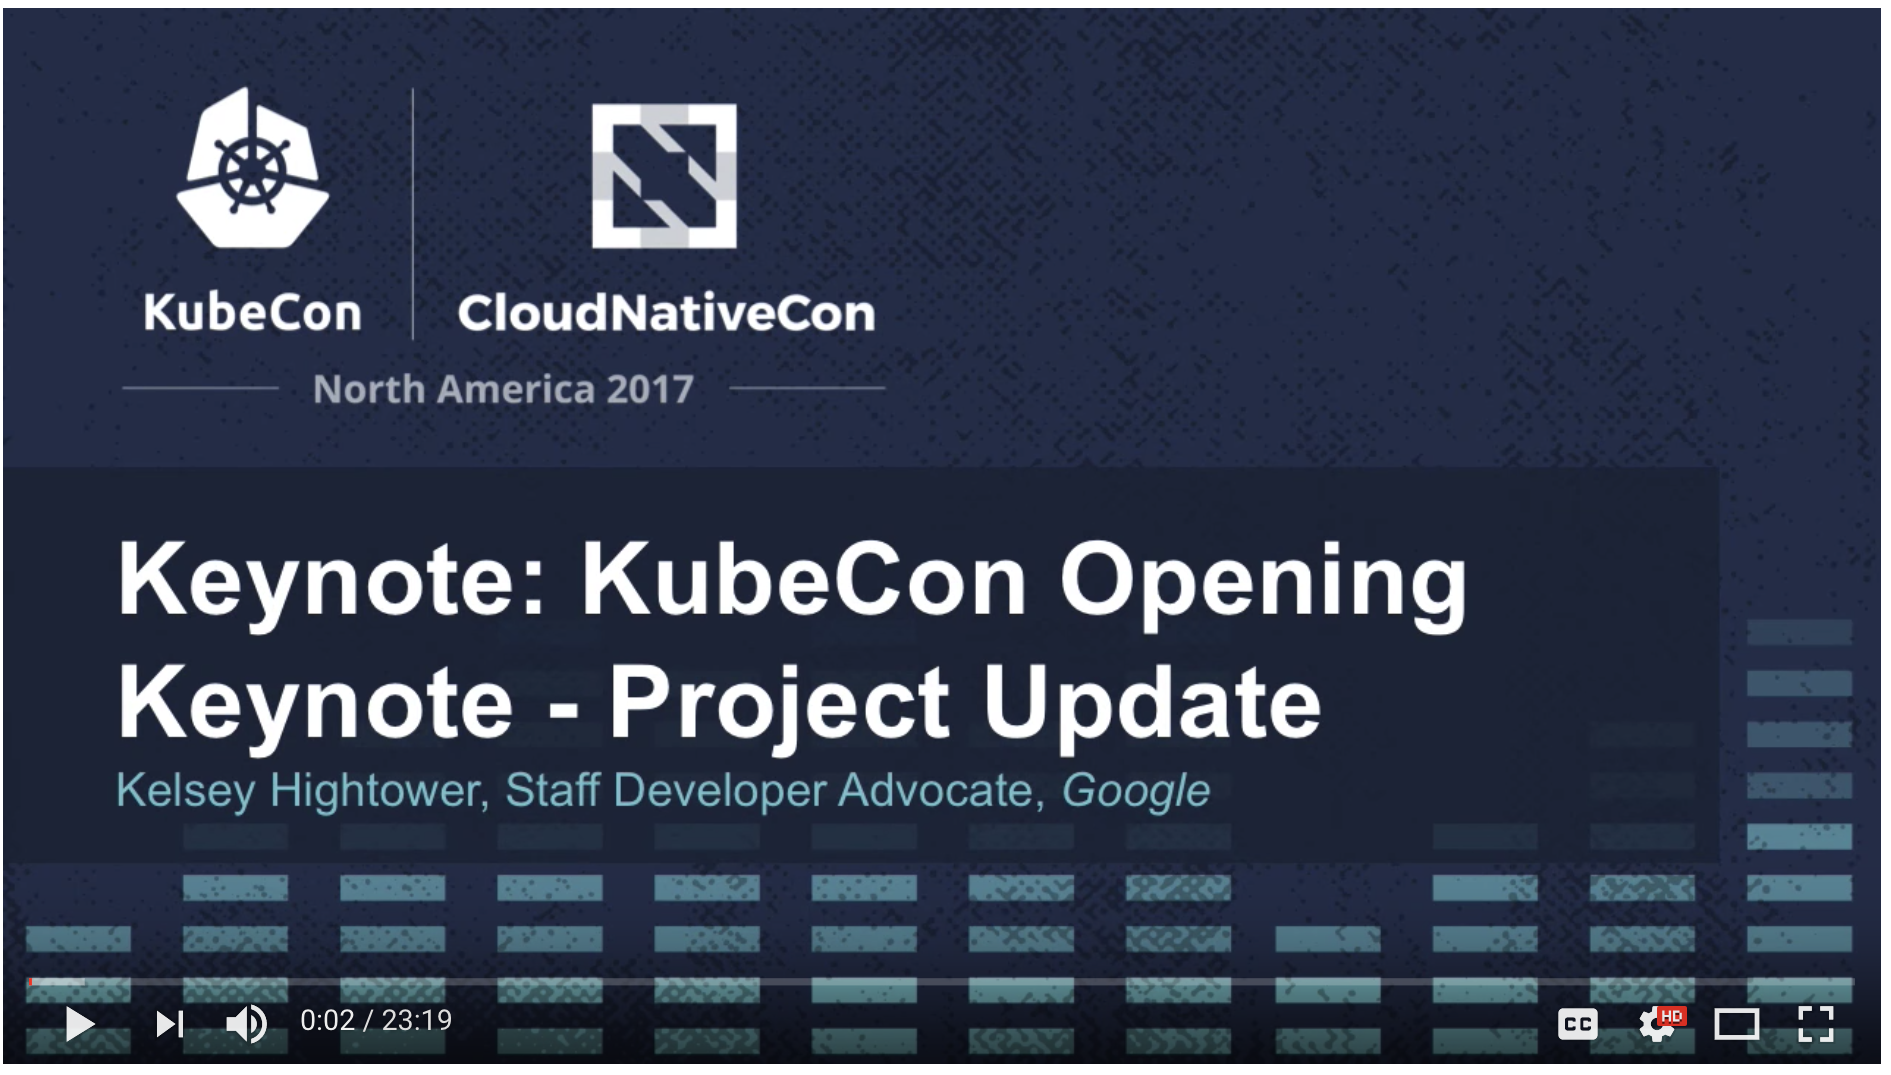 KubeCon
CloudNativeCon
North America 2017
Keynote: KubeCon Opening
Keynote - Project Update
Kelsey Hightower, Staff Developer Advocate, Google
0:02 / 23:19
CC
HD